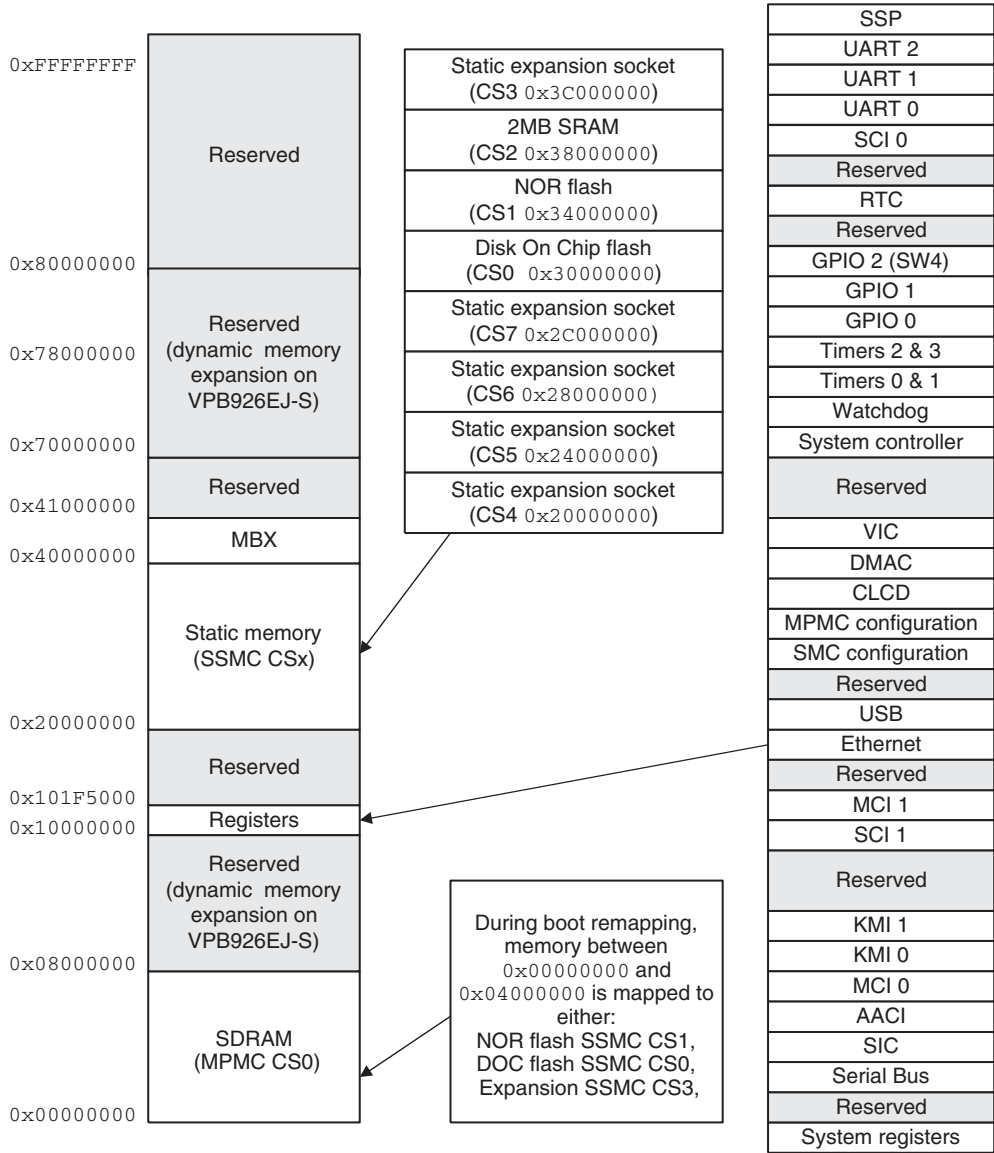 0xFFFFFFFF
Reserved
0x80000000
Reserved
(dynamic memory
expansion on
VPB926EJ-S)
0x78000000
0x70000000
Reserved
0x41000000
MBX
0x40000000
Static memory
(SSMC CSx)
0x20000000
Reserved
0x101F5000
Registers
0x10000000
Reserved
(dynamic memory
expansion on
VPB926EJ-S)
0x08000000
SDRAM
(MPMC CS0)
0x00000000
Static expansion socket
(CS3 0x3C000000)
2MB SRAM
(CS2 0x38000000)
NOR flash
(CS1 0x34000000)
Disk On Chip flash
(CS0 0x30000000)
Static expansion socket
(CS7 0x2C000000)
Static expansion socket
(CS6 0x28000000)
Static expansion socket
(CS5 0x24000000)
Static expansion socket
(CS4 0x20000000)
During boot remapping,
memory between
0x00000000 and
0x04000000 is mapped to
either:
NOR flash SSMC CS1,
DOC flash SSMC CS0,
Expansion SSMC CS3,
SSP
UART 2
UART 1
UART 0
SCI 0
Reserved
RTC
Reserved
GPIO 2 (SW4)
GPIO 1
GPIO 0
Timers 2 & 3
Timers 0 & 1
Watchdog
System controller
Reserved
VIC
DMAC
CLCD
MPMC configuration
SMC configuration
Reserved
USB
Ethernet
Reserved
MCI 1
SCI 1
Reserved
KMI 1
KMI 0
MCI 0
AACI
SIC
Serial Bus
Reserved
System registers